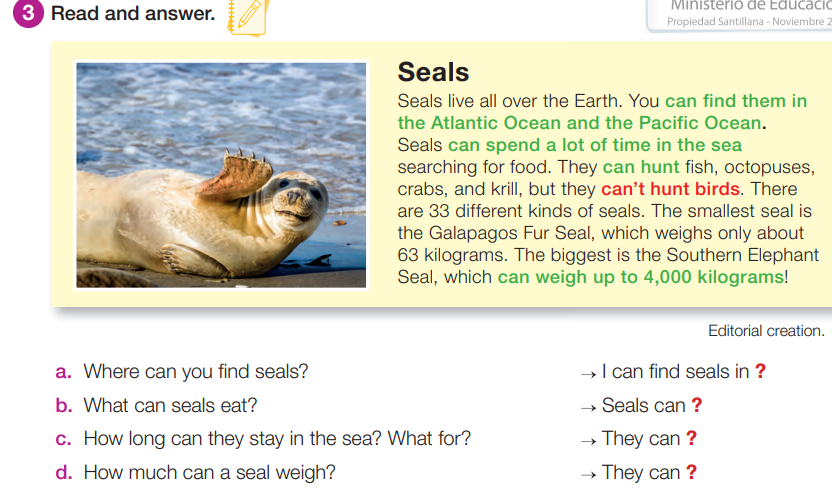 3 Read and answer.
Ministerio de Educació
Propiedad Santillana - Noviembre 2
Seals
Seals live all over the Earth. You can find them in
the Atlantic Ocean and the Pacific Ocean.
Seals can spend a lot of time in the sea
searching for food. They can hunt fish, octopuses,
crabs, and krill, but they can't hunt birds. There
are 33 different kinds of seals. The smallest seal is
the Galapagos Fur Seal, which weighs only about
63 kilograms. The biggest is the Southern Elephant
Seal, which can weigh up to 4,000 kilograms!
Editorial creation.
a. Where can you find seals? → I can find seals in ?
b. What can seals eat? → Seals can ?
c. How long can they stay in the sea? What for? → They can ?
d. How much can a seal weigh? → They can ?